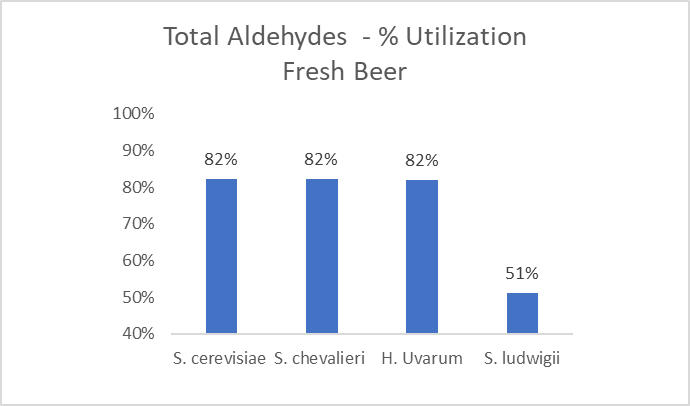 Total Aldehydes  - % Utilization
Fresh Beer
100%
90%
80%
70%
60%
50%
40%
82%
82%
82%
51%
S. cerevisiae
S. chevalieri
H. Uvarum
S. ludwigii